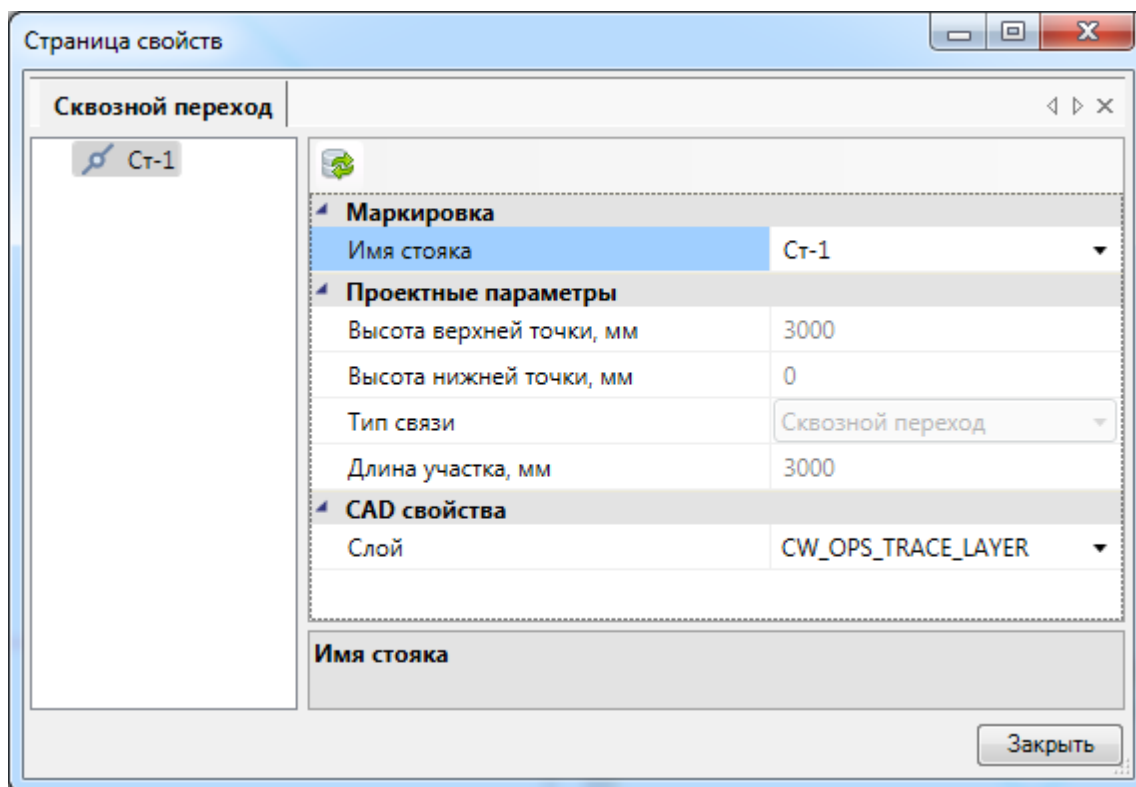 Страница свойств
Сквозной переход
Ст-1
Маркировка
Имя стояка Ст-1
Проектные параметры
Высота верхней точки, мм 3000
Высота нижней точки, мм 0
Тип связи Сквозной переход
Длина участка, мм 3000
CAD свойства
Слой CW_OPS_TRACE_LAYER
Имя стояка
Закрыть